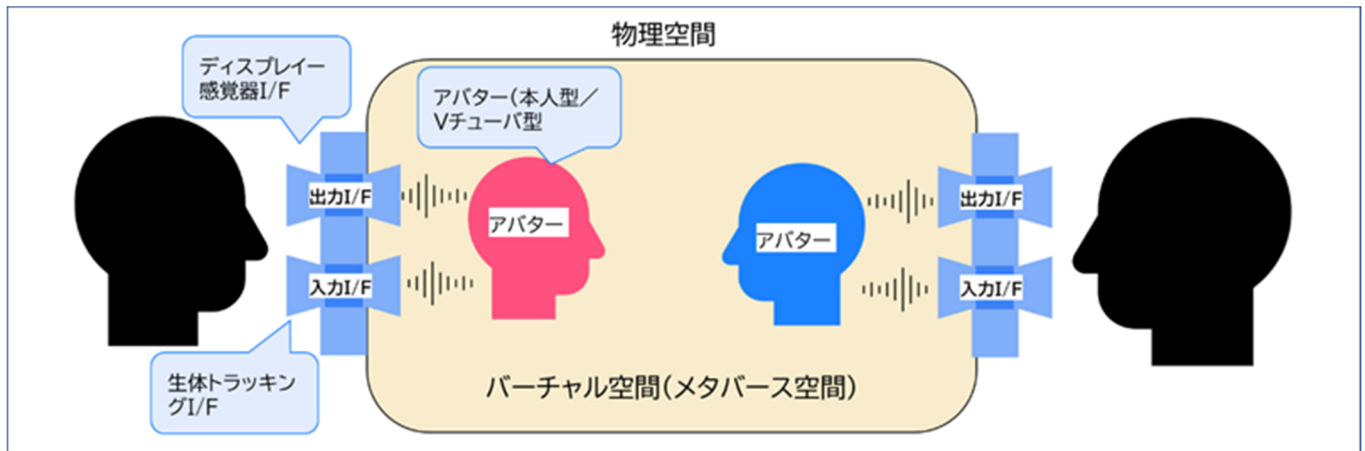 物理空間
ディスプレイー
感覚器I/F
アバター(本人型／
Vチューバ型
出力I/F
アバター
アバター
出力I/F
入力I/F
入力I/F
バーチャル空間(メタバース空間)
生体トラッキン
グI/F